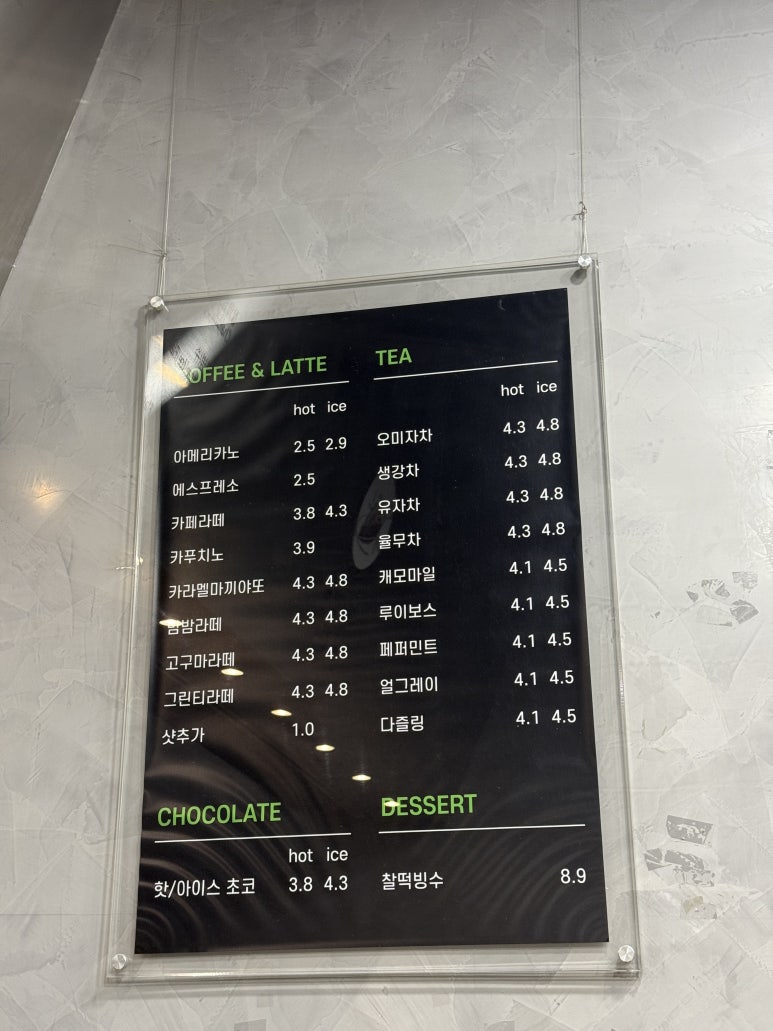 COFFEE & LATTE
hot ice
아메리카노 2.5 2.9
에스프레소 2.5
카페라떼 3.8 4.3
카푸치노 3.9
카라멜마끼야또 4.3 4.8
밤라떼 4.3 4.8
고구마라떼 4.3 4.8
그린티라떼 4.3 4.8
샷추가 1.0
TEA
hot ice
오미자차 4.3 4.8
생강차 4.3 4.8
유자차 4.3 4.8
율무차 4.3 4.8
캐모마일 4.1 4.5
루이보스 4.1 4.5
페퍼민트 4.1 4.5
얼그레이 4.1 4.5
다즐링 4.1 4.5
CHOCOLATE
hot ice
핫/아이스 초코 3.8 4.3
DESSERT
찰떡빙수 8.9